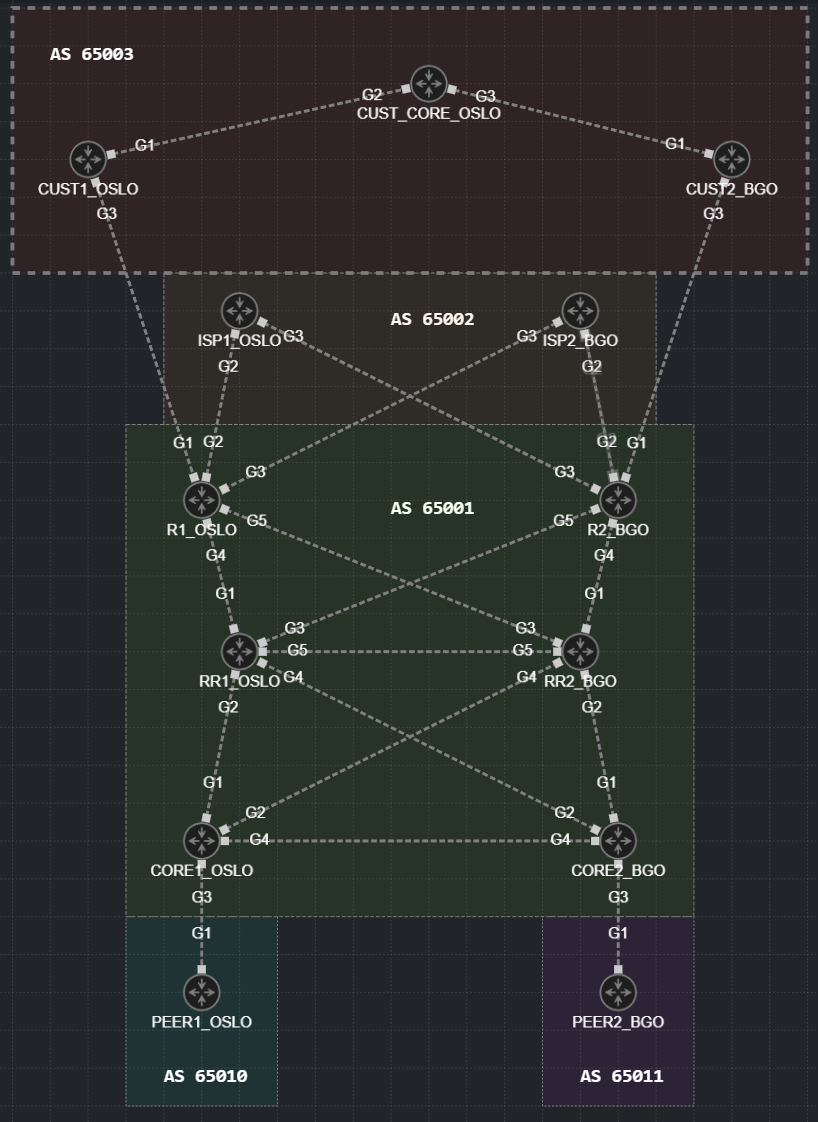 AS 65003
G2
G3
CUST_CORE_OSLO
G1
G1
CUST1_OSLO
CUST2_BGO
G3
G3
AS 65002
ISP1_OSLO
G3
G3
ISP2_BGO
G2
G2
G1
G2
G2
G1
G3
G3
AS 65001
R1_OSLO
G5
G5
R2_BGO
G4
G4
G1
G1
G3
G3
G5
G5
RR1_OSLO
G4
G4
RR2_BGO
G2
G2
G1
G1
G2
G2
G4
G4
CORE1_OSLO
CORE2_BGO
G3
G3
G1
G1
PEER1_OSLO
PEER2_BGO
AS 65010
AS 65011